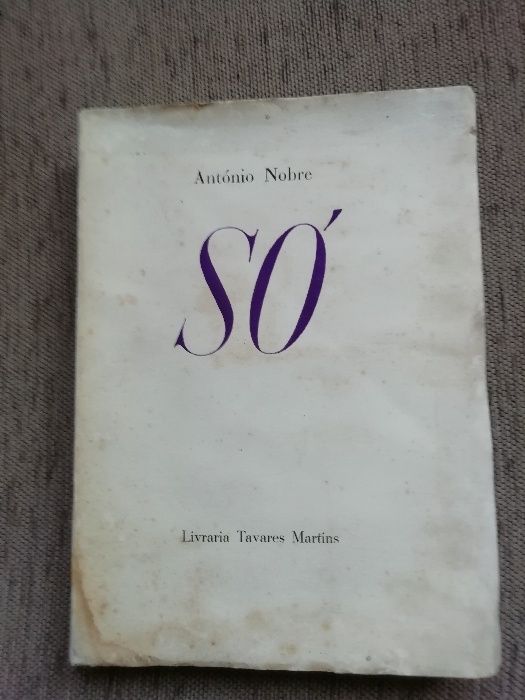 António Nobre
SÓ
Livraria Tavares Martins